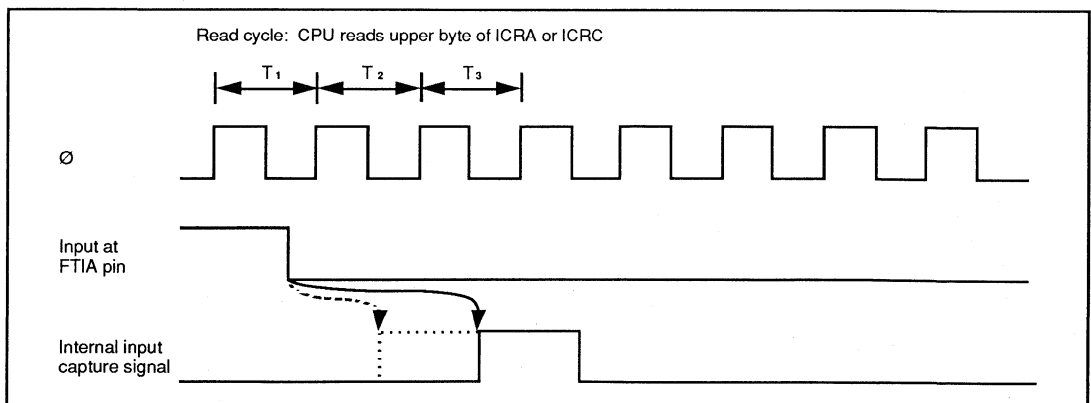 Read cycle: CPU reads upper byte of ICRA or ICRC
T1 T2 T3
Ø
Input at
FTIA pin
Internal input
capture signal